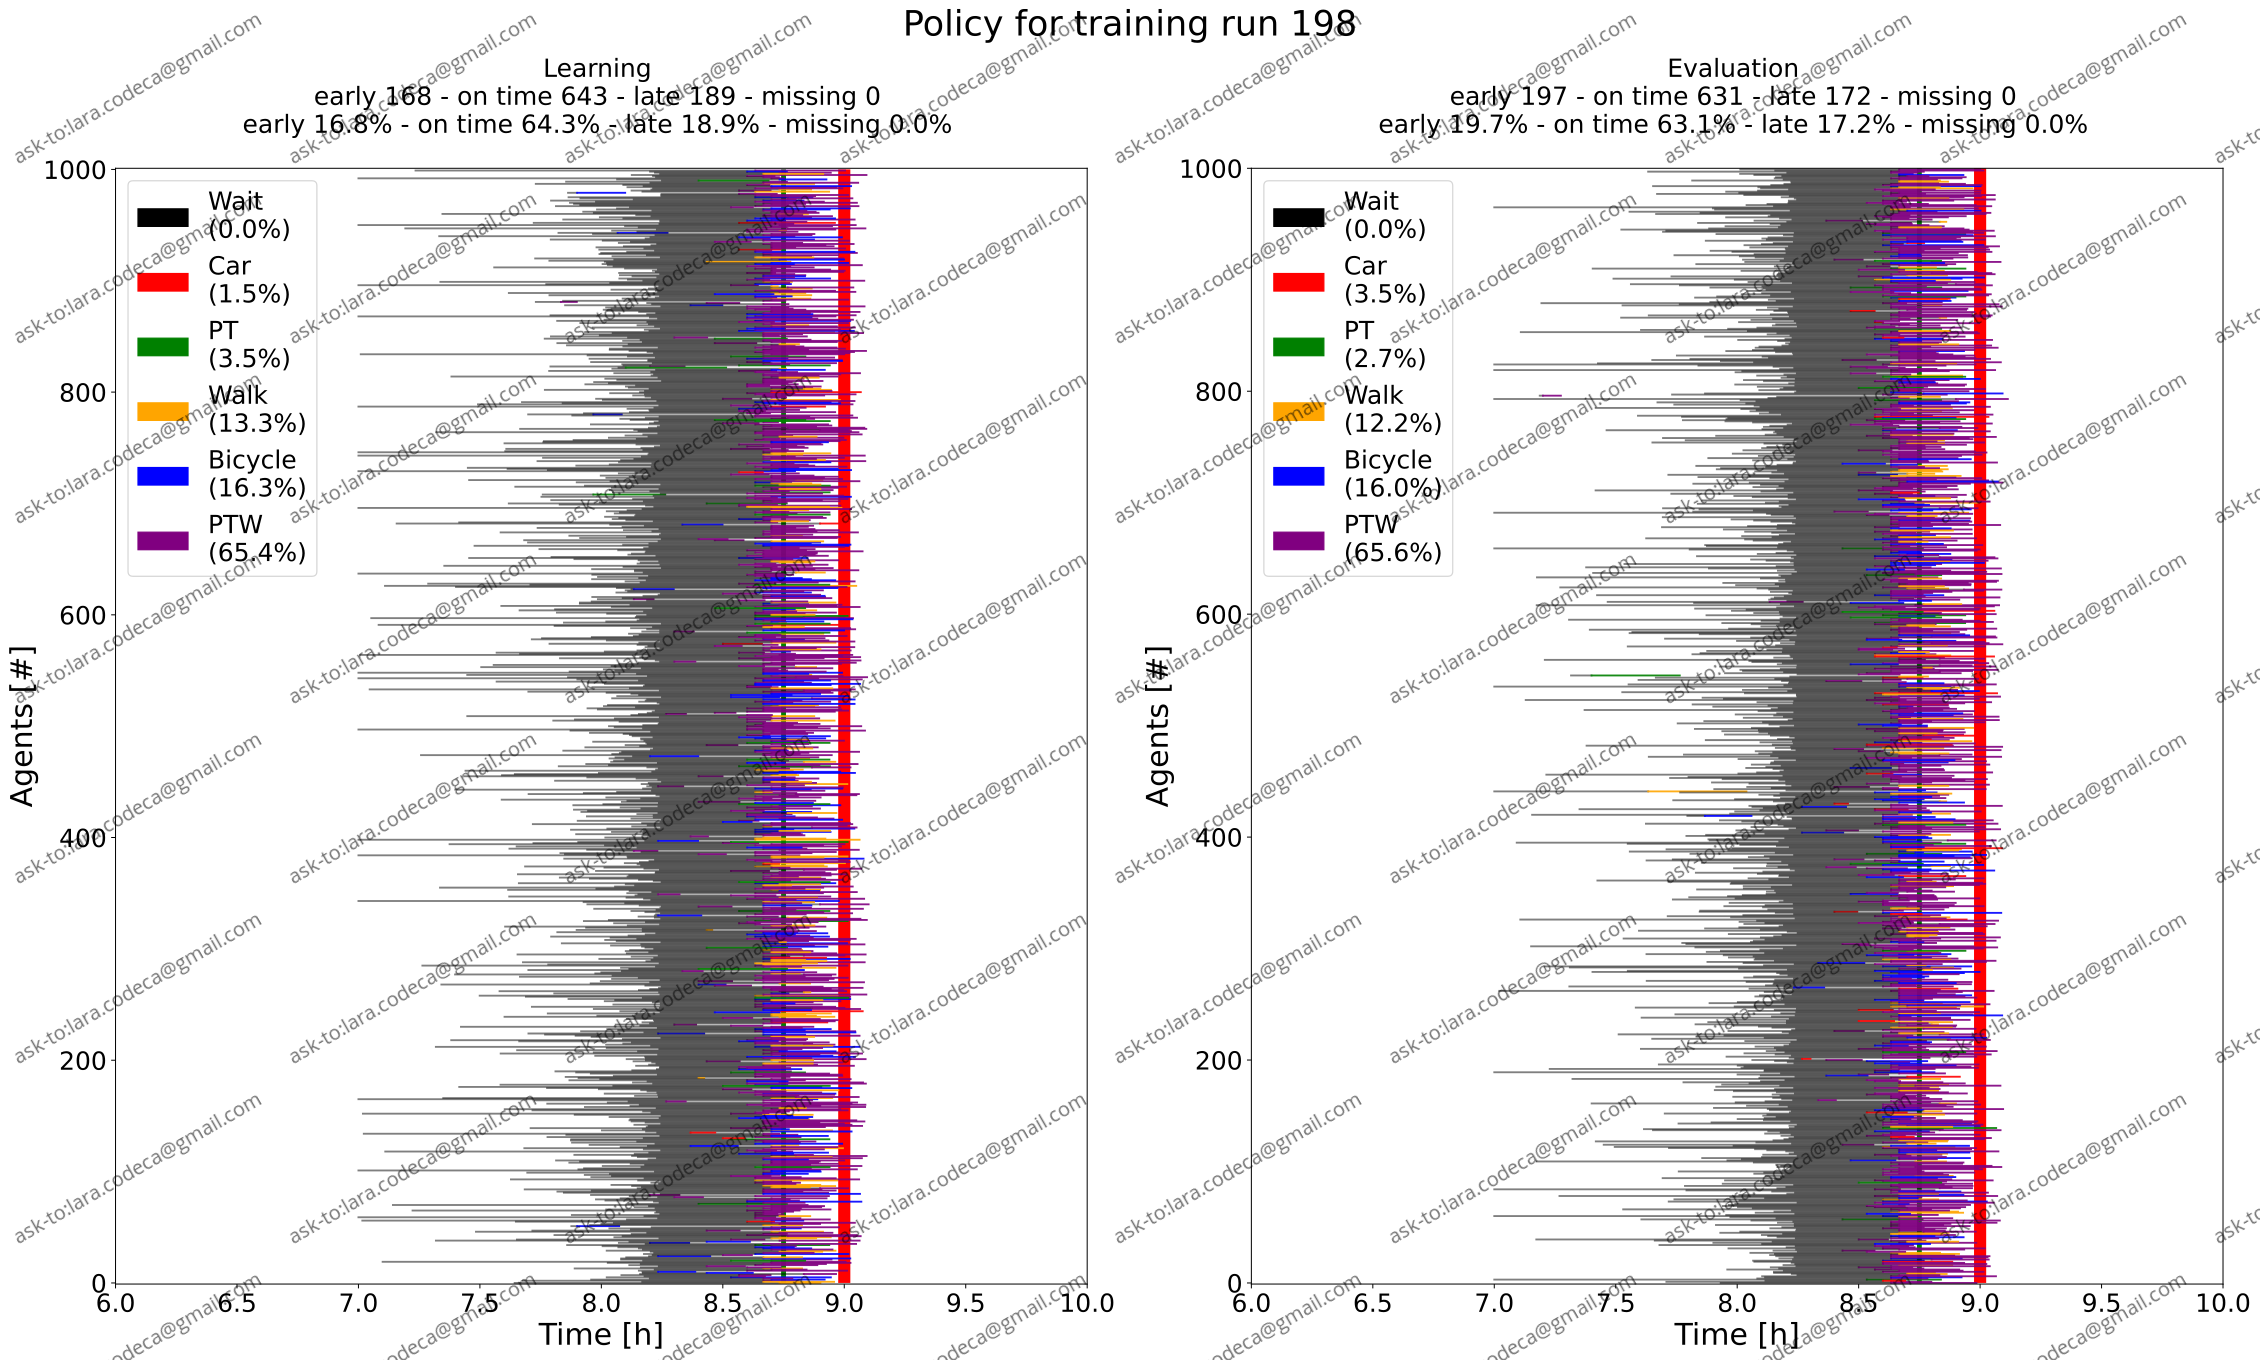 Policy for training run 198
Learning
early 168 - on time 643 - late 189 - missing 0
early 16.8% - on time 64.3% - late 18.9% - missing 0.0%
1000
800
600
400
200
0
Agents [#]
Wait
(0.0%)
Car
(1.5%)
PT
(3.5%)
Walk
(13.3%)
Bicycle
(16.3%)
PTW
(65.4%)
6.0 6.5 7.0 7.5 8.0 8.5 9.0 9.5 10.0
Time [h]
Evaluation
early 197 - on time 631 - late 172 - missing 0
early 19.7% - on time 63.1% - late 17.2% - missing 0.0%
1000
800
600
400
200
0
Agents [#]
Wait
(0.0%)
Car
(3.5%)
PT
(2.7%)
Walk
(12.2%)
Bicycle
(16.0%)
PTW
(65.6%)
6.0 6.5 7.0 7.5 8.0 8.5 9.0 9.5 10.0
Time [h]
ask-to:lara.codeca@gmail.com